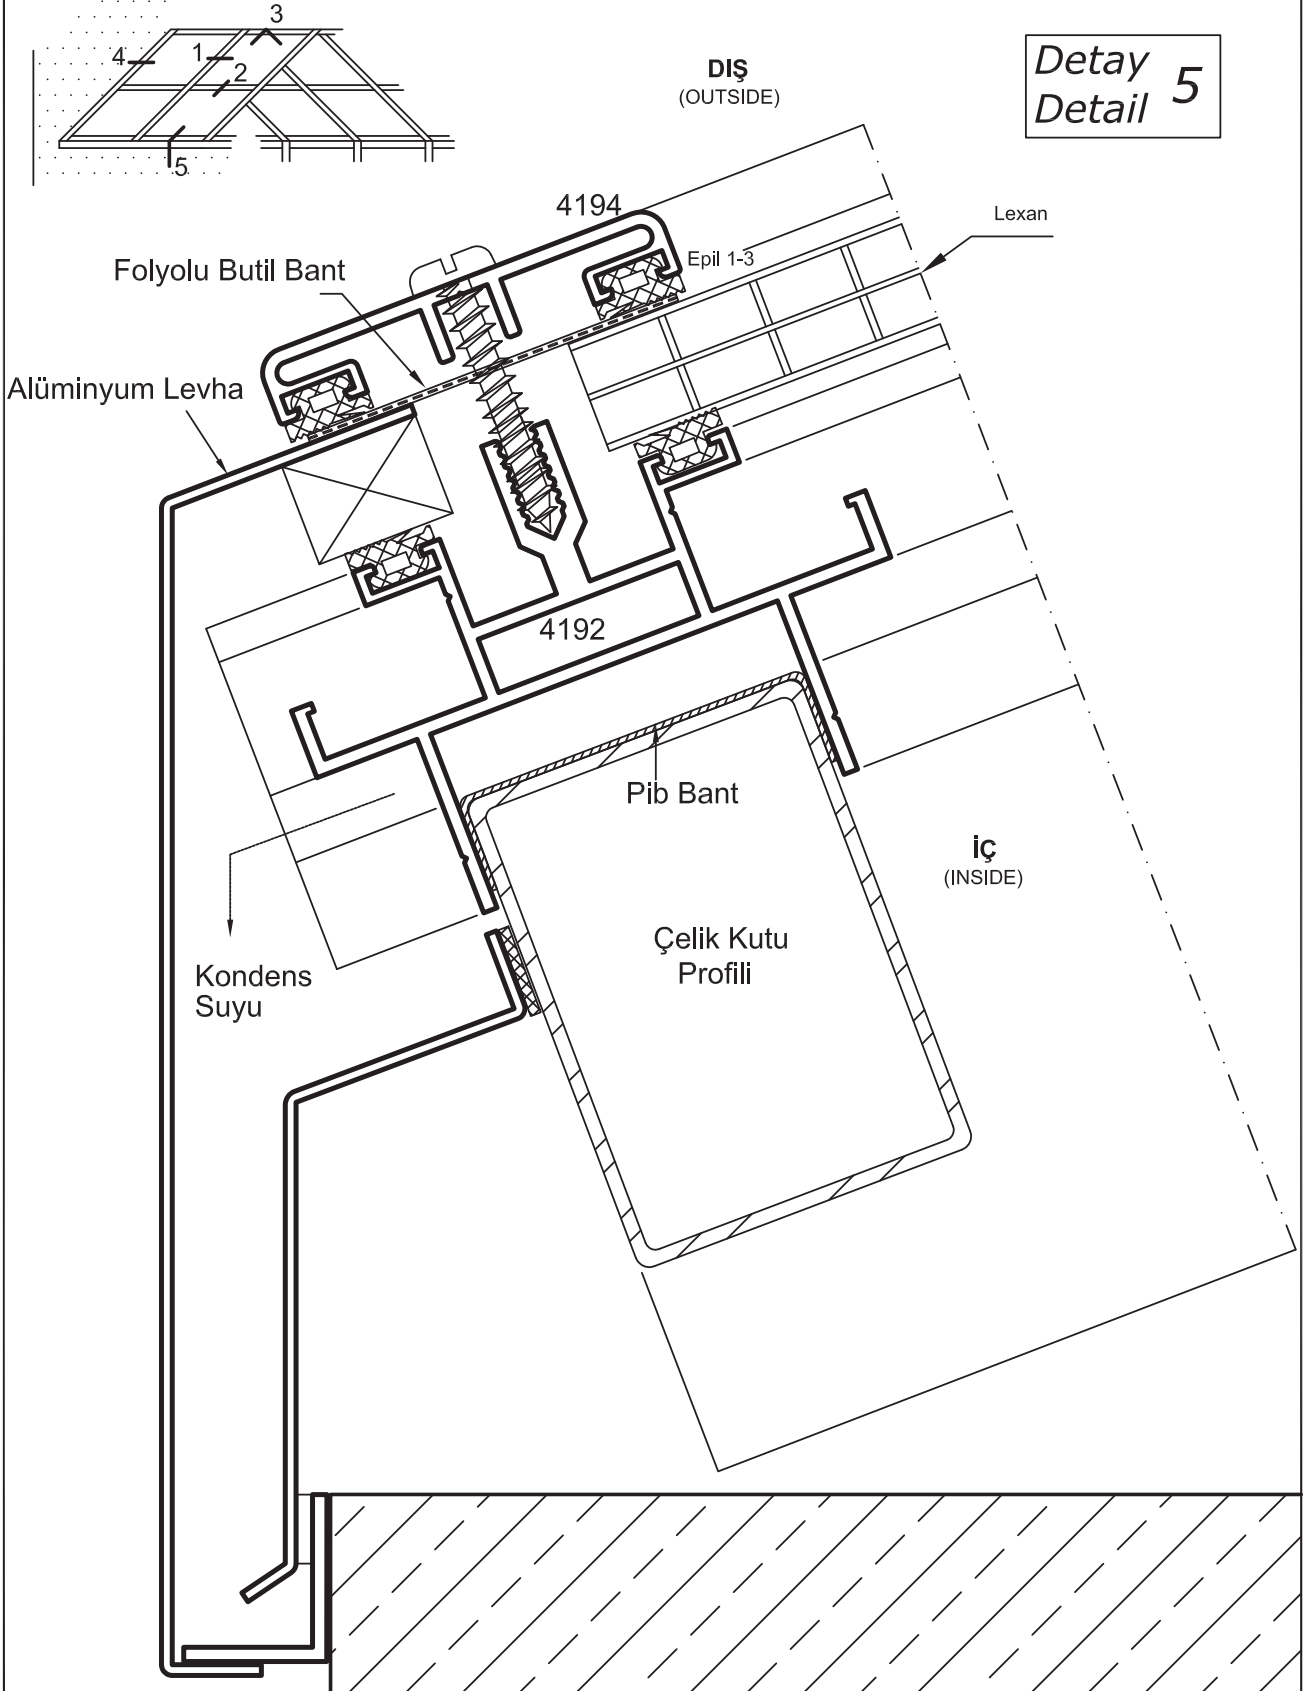 3
4
1
2
5
DIŞ
(OUTSIDE)
Detay
Detail 5
4194
Lexan
Epil 1-3
Folyolu Butil Bant
Alüminyum Levha
4192
Pib Bant
İÇ
(INSIDE)
Çelik Kutu
Profili
Kondens
Suyu